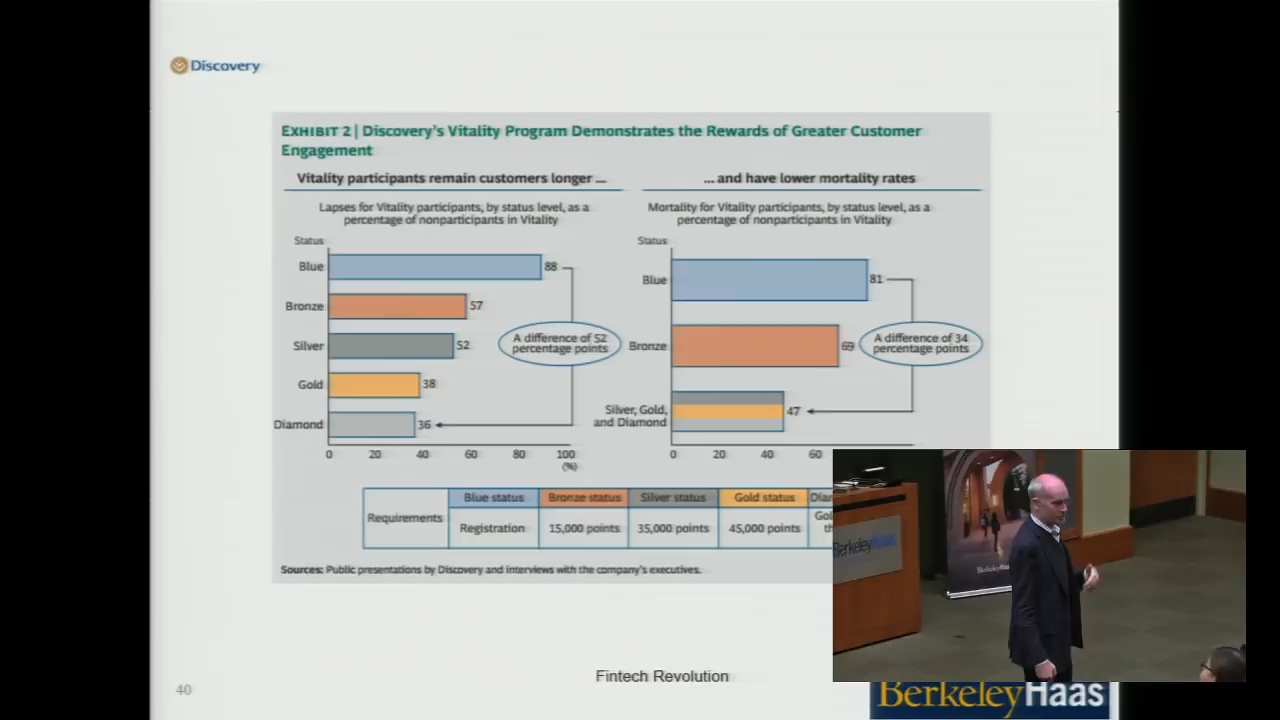 Discovery
EXHIBIT 2 | Discovery's Vitality Program Demonstrates the Rewards of Greater Customer
Engagement
Vitality participants remain customers longer ...
Lapses for Vitality participants, by status level, as a
percentage of nonparticipants in Vitality
Status
Blue
88
Bronze
57
Silver
52
Gold
38
Diamond
36
A difference of 52
percentage points
0 20 40 60 80 100
(%)
... and have lower mortality rates
Mortality for Vitality participants, by status level, as a
percentage of nonparticipants in Vitality
Status
Blue
81
Bronze
69
Silver, Gold,
and Diamond
47
A difference of 34
percentage points
0 20 40 60
Requirements
Blue status Bronze status Silver status Gold status
Registration 15,000 points 35,000 points 45,000 points
Sources: Public presentations by Discovery and interviews with the company's executives.
BerkeleyHaas
Fintech Revolution
40
BerkeleyHaas